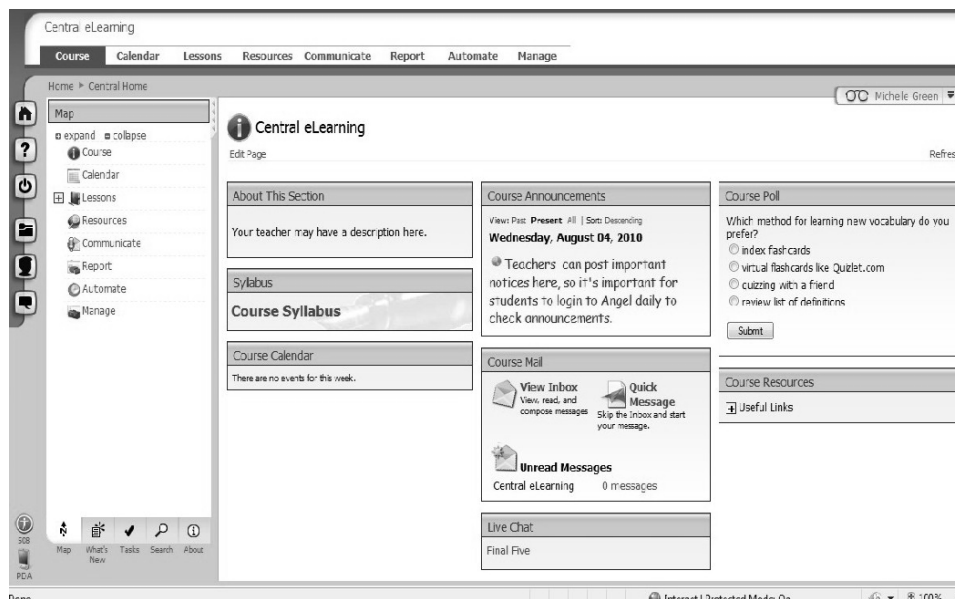 Central eLearning
Course Calendar Lessons Resources Communicate Report Automate Manage
Home Central Home
Michele Green
Map
expand collapse
Course
Calendar
Lessons
Resources
Communicate
Report
Automate
Manage
Map What's New Tasks Search About
508
PDA
Central eLearning
Edit Page
Refres
About This Section
Your teacher may have a description here.
Syllabus
Course Syllabus
Course Calendar
There are no events for this week.
Course Announcements
View: Past Present All | Sort: Descending
Wednesday, August 04, 2010
Teachers can post important
notices here, so it's important for
students to login to Angel daily to
check announcements.
Course Mail
View Inbox
View, read, and
compose messages
Quick
Message
Skip the Inbox and start
your message.
Unread Messages
Central eLearning 0 messages
Live Chat
Final Five
Course Poll
Which method for learning new vocabulary do you
prefer?
index flashcards
virtual flashcards like Quizlet.com
quizzing with a friend
review list of definitions
Submit
Course Resources
Useful Links
Internet | Protected Mode: On
100%